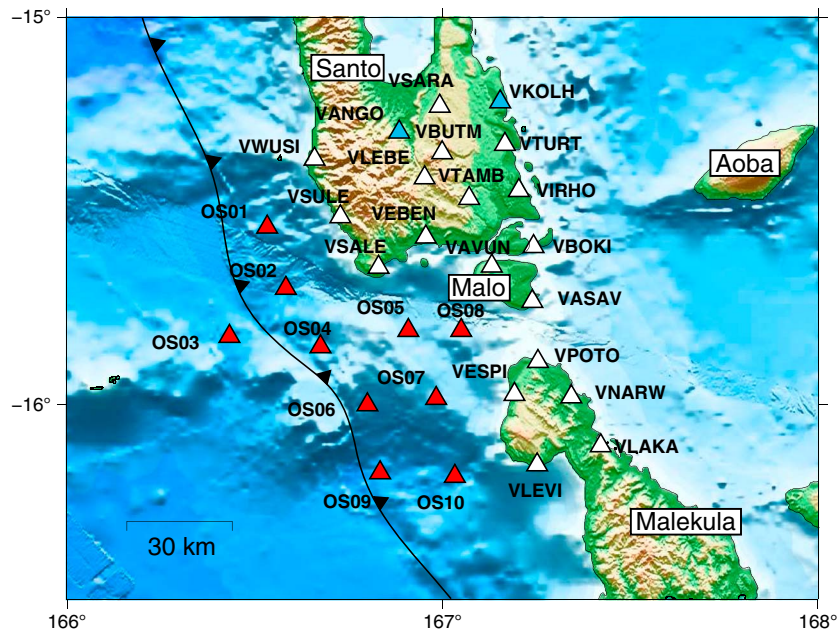 −15°
Santo
VSARA
VKOLH
VANGO
VBUTM
VTURT
VWUSI
VLEBE
Aoba
VTAMB
VIRHO
VSULE
OS01
VEBEN
VSALE
VAVUN
VBOKI
OS02
Malo
VASAV
OS05
OS08
OS03
OS04
VPOTO
VESPI
OS07
VNARW
−16°
OS06
VLAKA
VLEVI
OS09
OS10
Malekula
30 km
166°
167°
168°